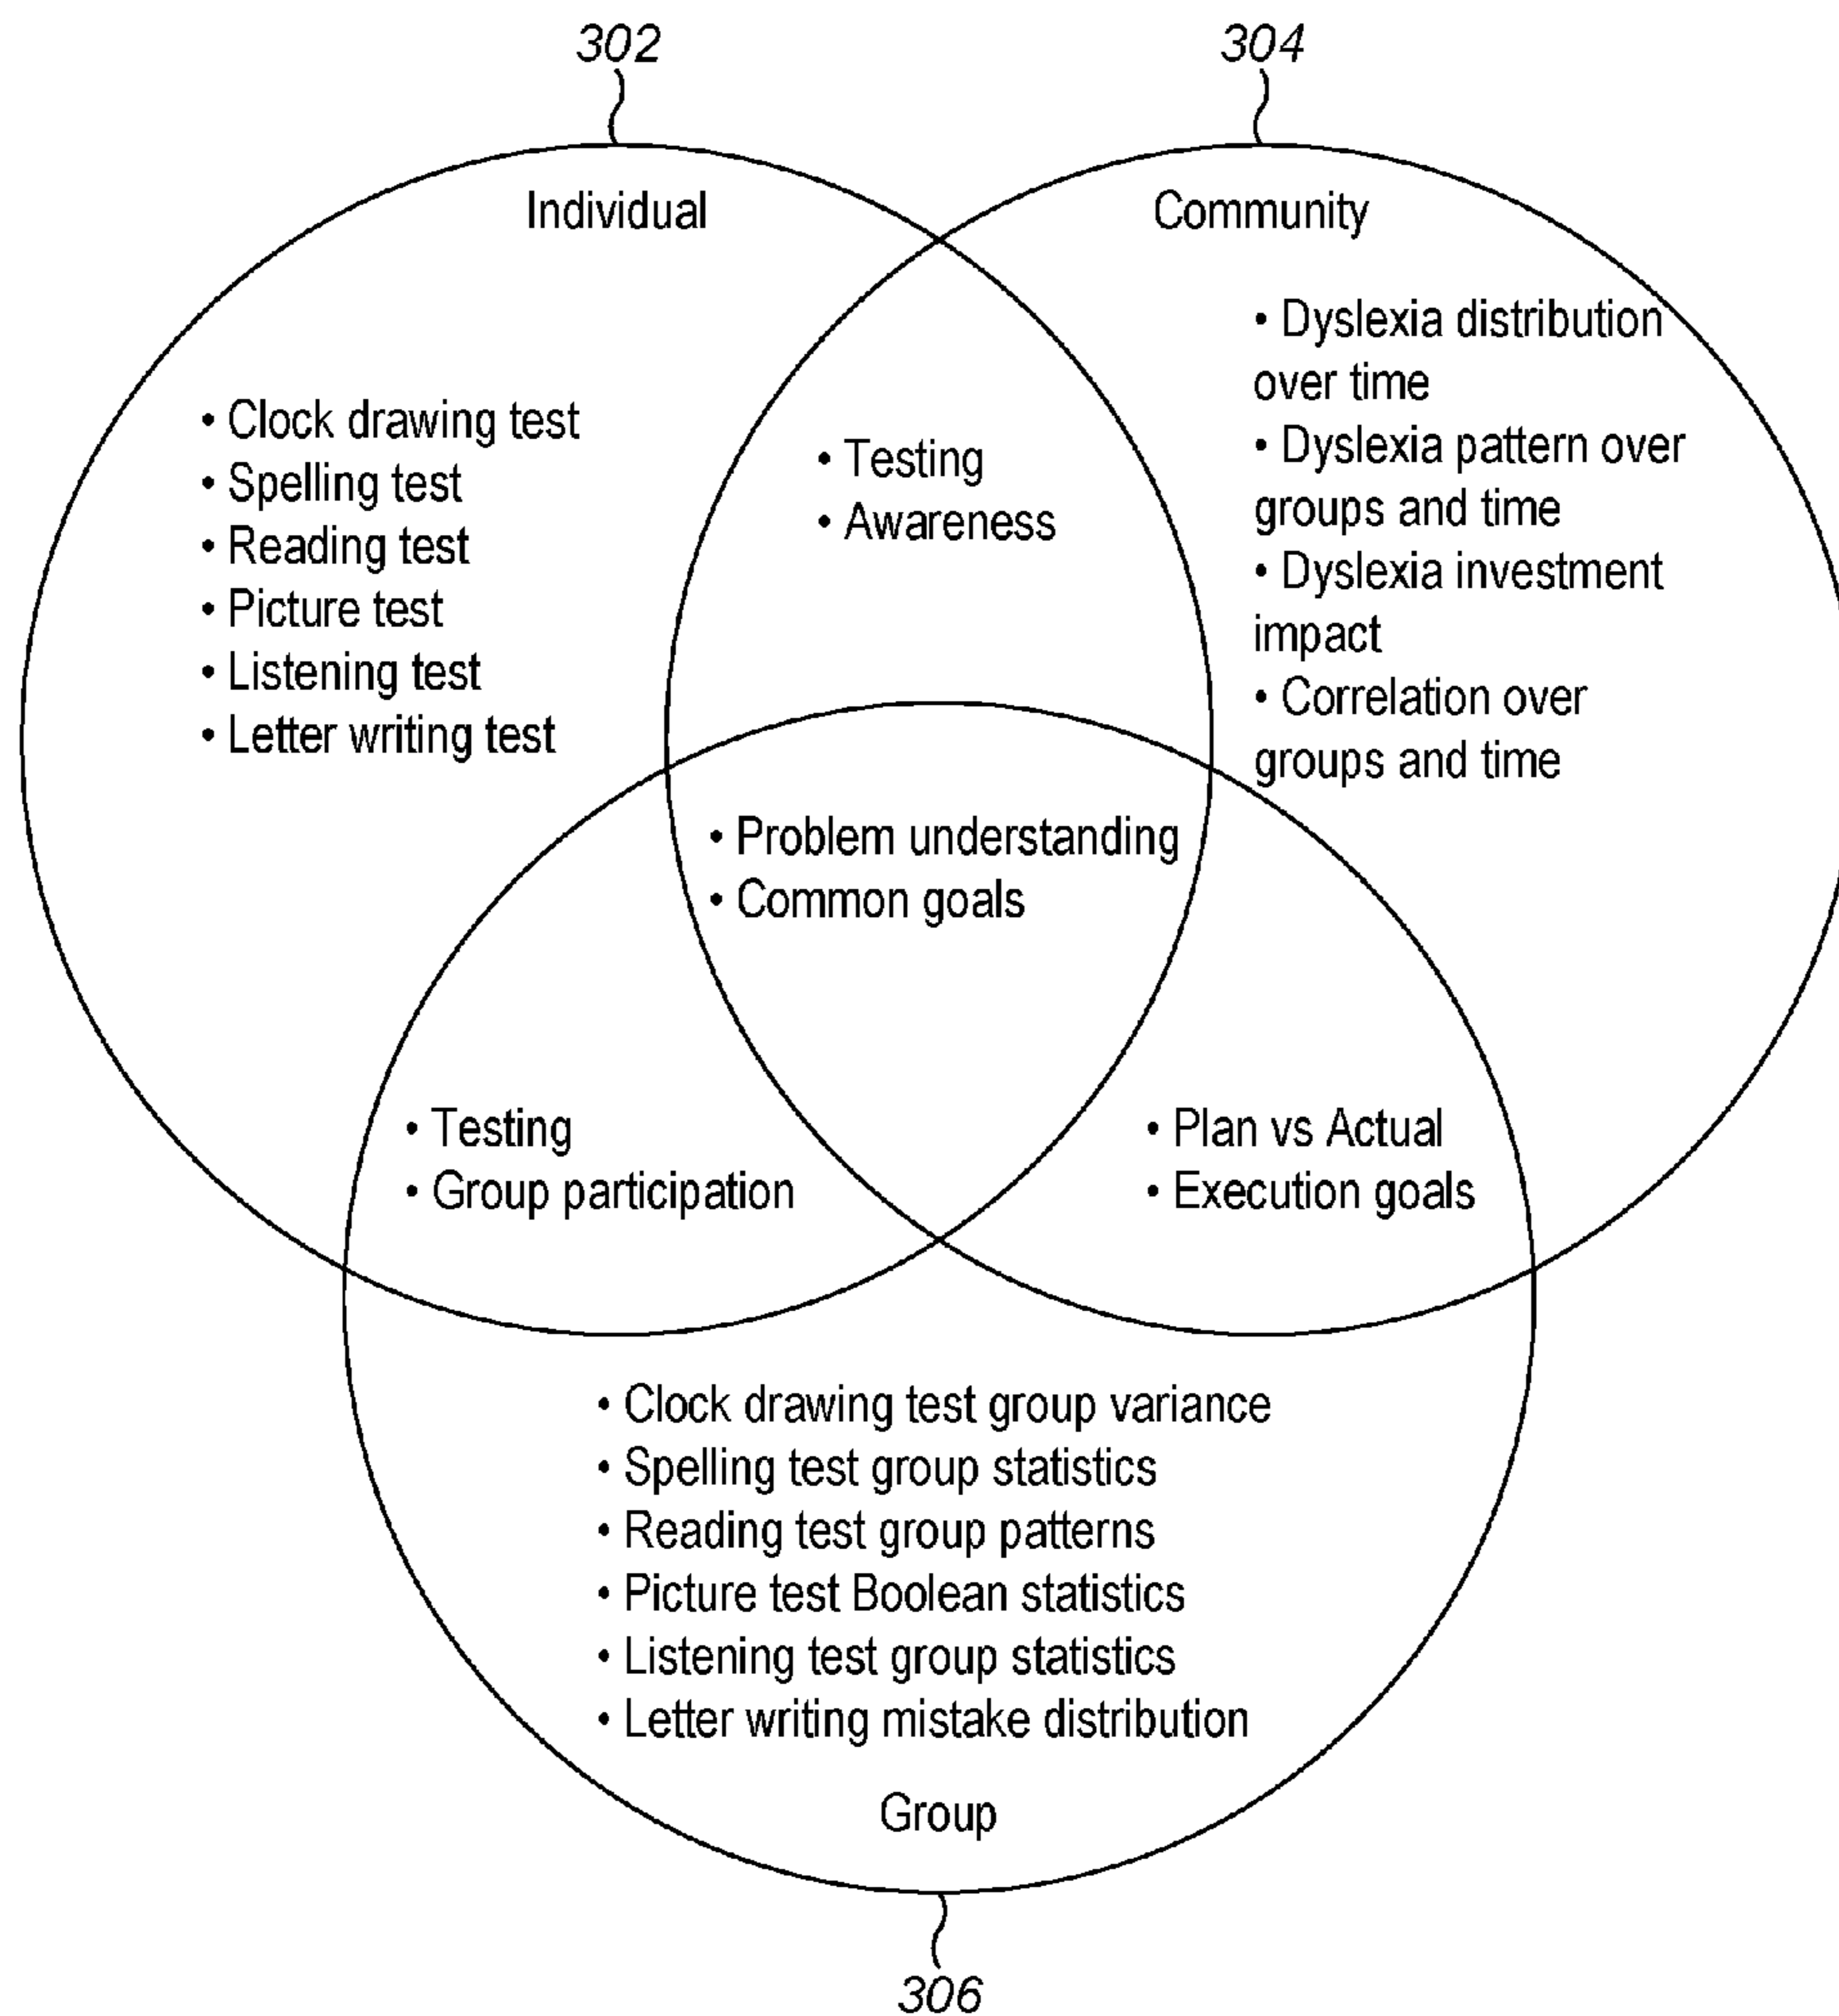 302
304
Individual
Community
• Clock drawing test
• Spelling test
• Reading test
• Picture test
• Listening test
• Letter writing test
• Testing
• Awareness
• Dyslexia distribution
over time
• Dyslexia pattern over
groups and time
• Dyslexia investment
impact
• Correlation over
groups and time
• Problem understanding
• Common goals
• Testing
• Group participation
• Plan vs Actual
• Execution goals
• Clock drawing test group variance
• Spelling test group statistics
• Reading test group patterns
• Picture test Boolean statistics
• Listening test group statistics
• Letter writing mistake distribution
Group
306